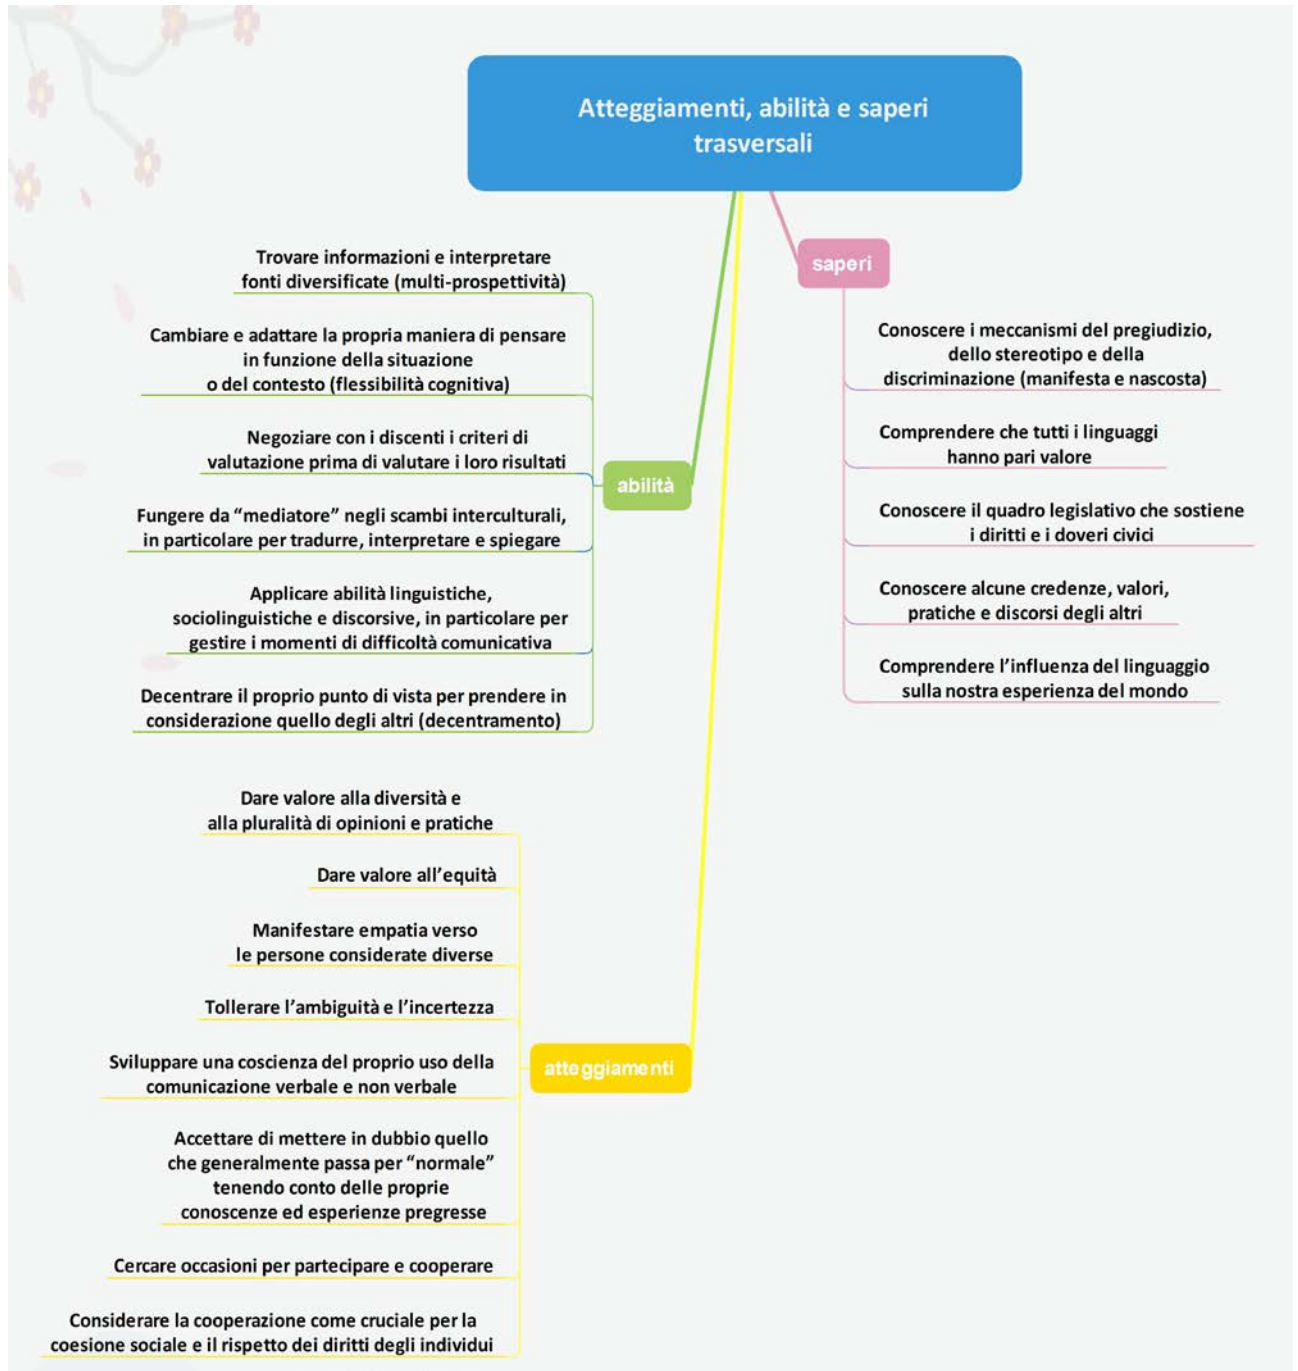 Atteggiamenti, abilità e saperi
trasversali
saperi
Conoscere i meccanismi del pregiudizio,
dello stereotipo e della
discriminazione (manifesta e nascosta)
Comprendere che tutti i linguaggi
hanno pari valore
Conoscere il quadro legislativo che sostiene
i diritti e i doveri civici
Conoscere alcune credenze, valori,
pratiche e discorsi degli altri
Comprendere l'influenza del linguaggio
sulla nostra esperienza del mondo
abilità
Trovare informazioni e interpretare
fonti diversificate (multi-prospettività)
Cambiare e adattare la propria maniera di pensare
in funzione della situazione
o del contesto (flessibilità cognitiva)
Negoziare con i discenti i criteri di
valutazione prima di valutare i loro risultati
Fungere da “mediatore” negli scambi interculturali,
in particolare per tradurre, interpretare e spiegare
Applicare abilità linguistiche,
sociolinguistiche e discorsive, in particolare per
gestire i momenti di difficoltà comunicativa
Decentrare il proprio punto di vista per prendere in
considerazione quello degli altri (decentramento)
atteggiamenti
Dare valore alla diversità e
alla pluralità di opinioni e pratiche
Dare valore all'equità
Manifestare empatia verso
le persone considerate diverse
Tollerare l'ambiguità e l'incertezza
Sviluppare una coscienza del proprio uso della
comunicazione verbale e non verbale
Accettare di mettere in dubbio quello
che generalmente passa per “normale”
tenendo conto delle proprie
conoscenze ed esperienze pregresse
Cercare occasioni per partecipare e cooperare
Considerare la cooperazione come cruciale per la
coesione sociale e il rispetto dei diritti degli individui